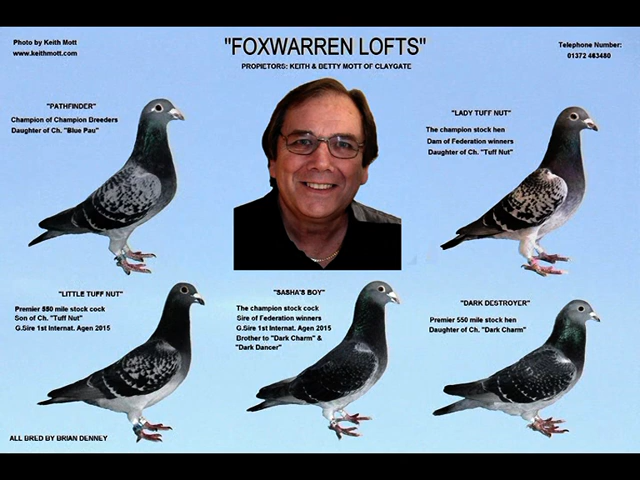 Photo by Keith Mott
www.keithmott.com
"FOXWARREN LOFTS"
PROPIETORS: KEITH & BETTY MOTT OF CLAYGATE
Telephone Number:
01372 463480
"PATHFINDER"
Champion of Champion Breeders
Daughter of Ch. "Blue Pau"
"LADY TUFF NUT"
The champion stock hen
Dam of Federation winners
Daughter of Ch. "Tuff Nut"
"LITTLE TUFF NUT"
Premier 550 mile stock cock
Son of Ch. "Tuff Nut"
G.Sire 1st Internat. Agen 2015
"SASHA'S BOY"
The champion stock cock
Sire of Federation winners
G.Sire 1st Internat. Agen 2015
Brother to "Dark Charm" &
"Dark Dancer"
"DARK DESTROYER"
Premier 550 mile stock hen
Daughter of Ch. "Dark Charm"
ALL BRED BY BRIAN DENNEY